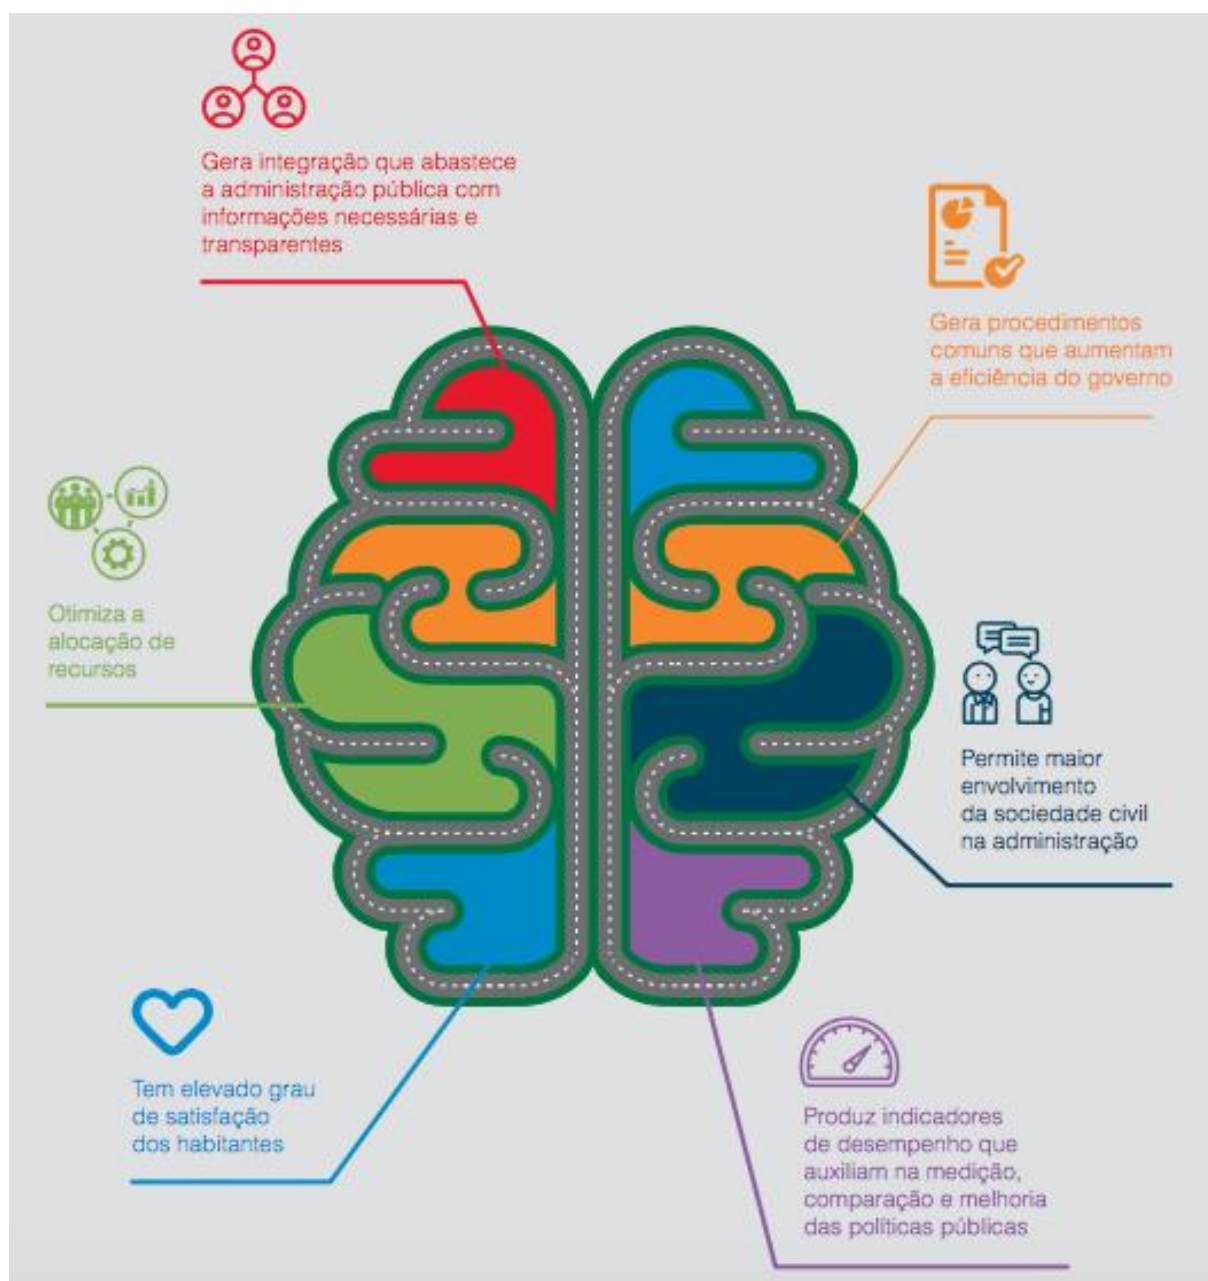 Gera integração que abastece
a administração pública com
informações necessárias e
transparentes
Gera procedimentos
comuns que aumentam
a eficiência do governo
Otimiza a
alocação de
recursos
Permite maior
envolvimento
da sociedade civil
na administração
Tem elevado grau
de satisfação
dos habitantes
Produz indicadores
de desempenho que
auxiliam na medição,
comparação e melhoria
das políticas públicas